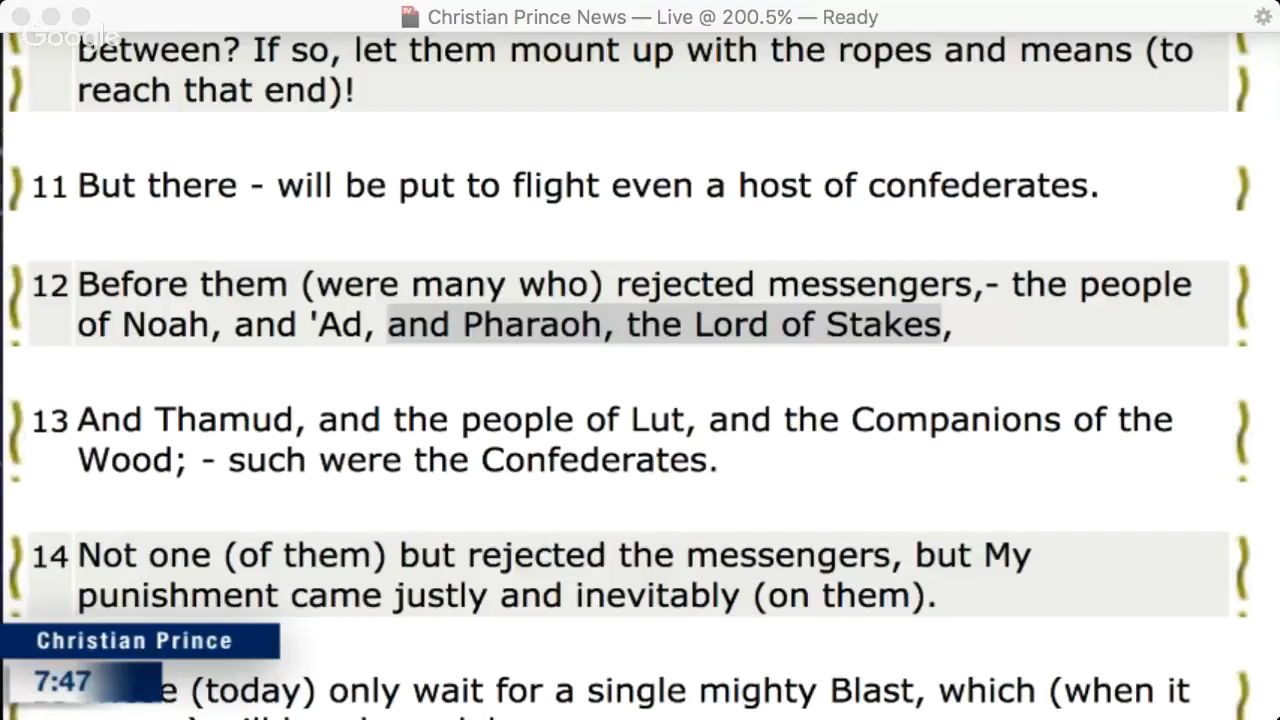 Christian Prince News — Live @ 200.5% — Ready
Google
between? If so, let them mount up with the ropes and means (to
reach that end)!
11 But there - will be put to flight even a host of confederates.
12 Before them (were many who) rejected messengers,- the people
of Noah, and 'Ad, and Pharaoh, the Lord of Stakes,
13 And Thamud, and the people of Lut, and the Companions of the
Wood; - such were the Confederates.
14 Not one (of them) but rejected the messengers, but My
punishment came justly and inevitably (on them).
Christian Prince
7:47
(today) only wait for a single mighty Blast, which (when it